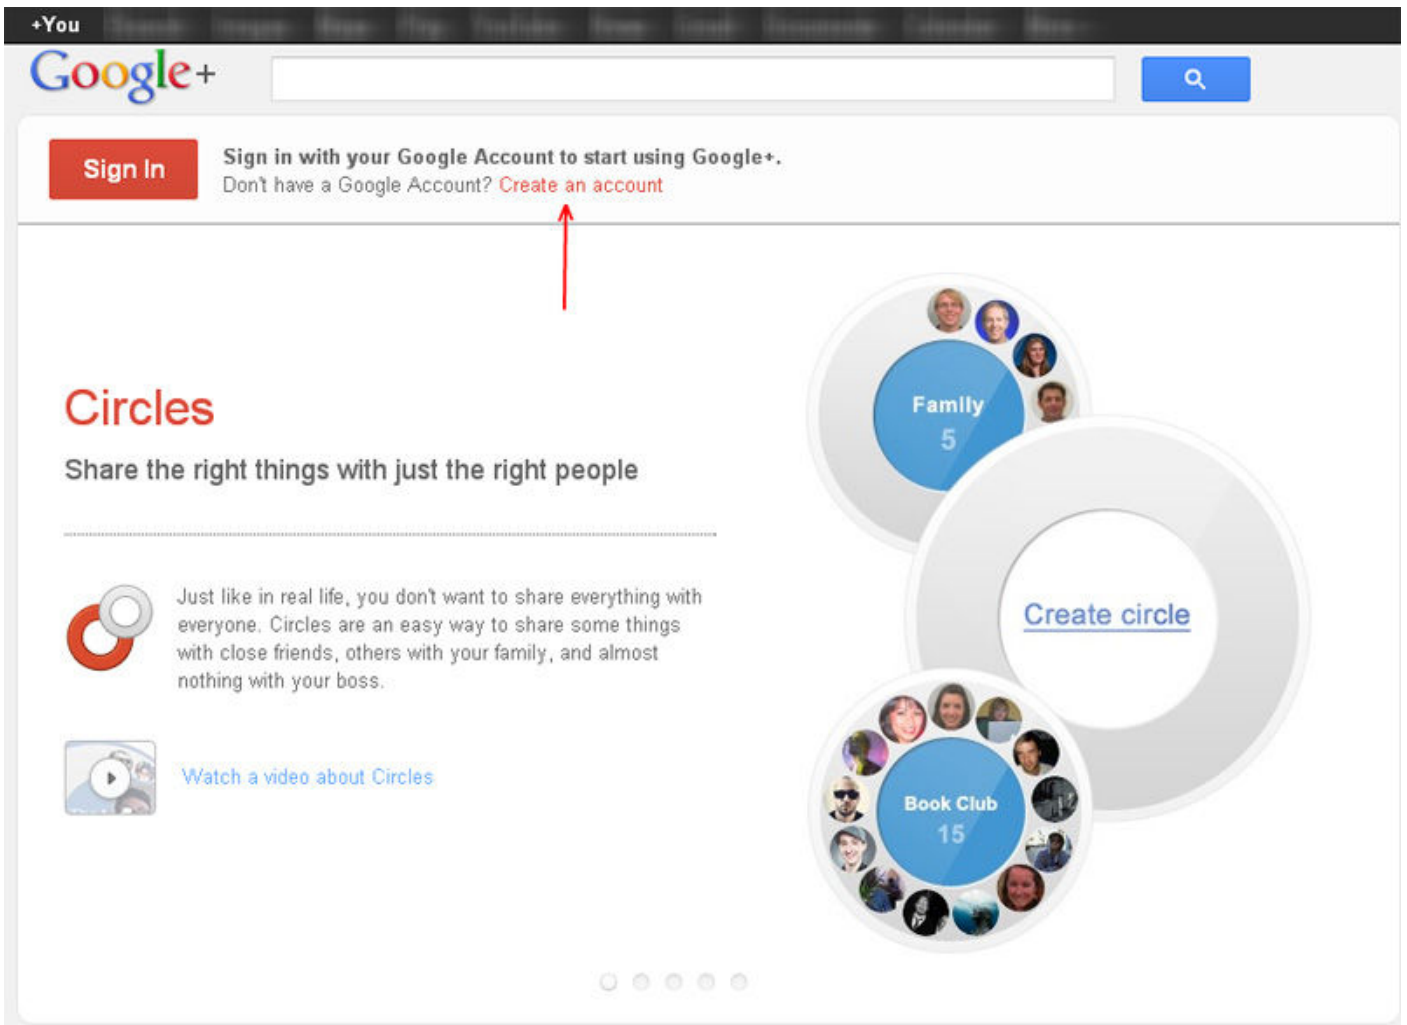 +You
Google+
Sign In
Sign in with your Google Account to start using Google+.
Don't have a Google Account? Create an account
Circles
Share the right things with just the right people
Just like in real life, you don't want to share everything with
everyone. Circles are an easy way to share some things
with close friends, others with your family, and almost
nothing with your boss.
Watch a video about Circles
Family
5
Create circle
Book Club
15